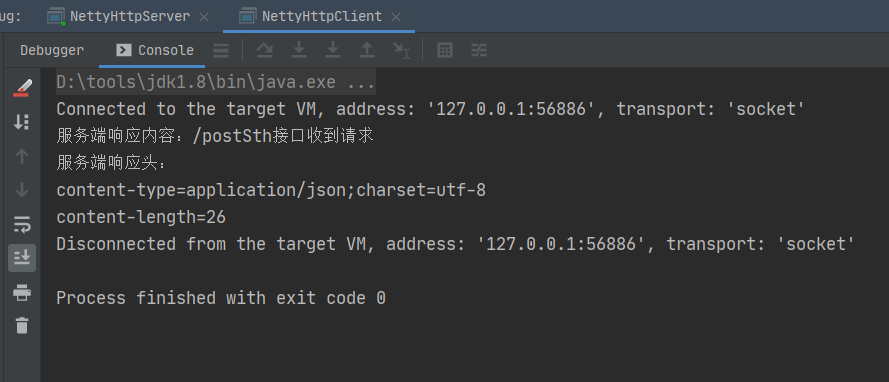 ug:
NettyHttpServer
NettyHttpClient
Debugger
Console
D:\tools\jdk1.8\bin\java.exe ...
Connected to the target VM, address: '127.0.0.1:56886', transport: 'socket'
服务端响应内容：/postSth接口收到请求
服务端响应头：
content-type=application/json;charset=utf-8
content-length=26
Disconnected from the target VM, address: '127.0.0.1:56886', transport: 'socket'
Process finished with exit code 0